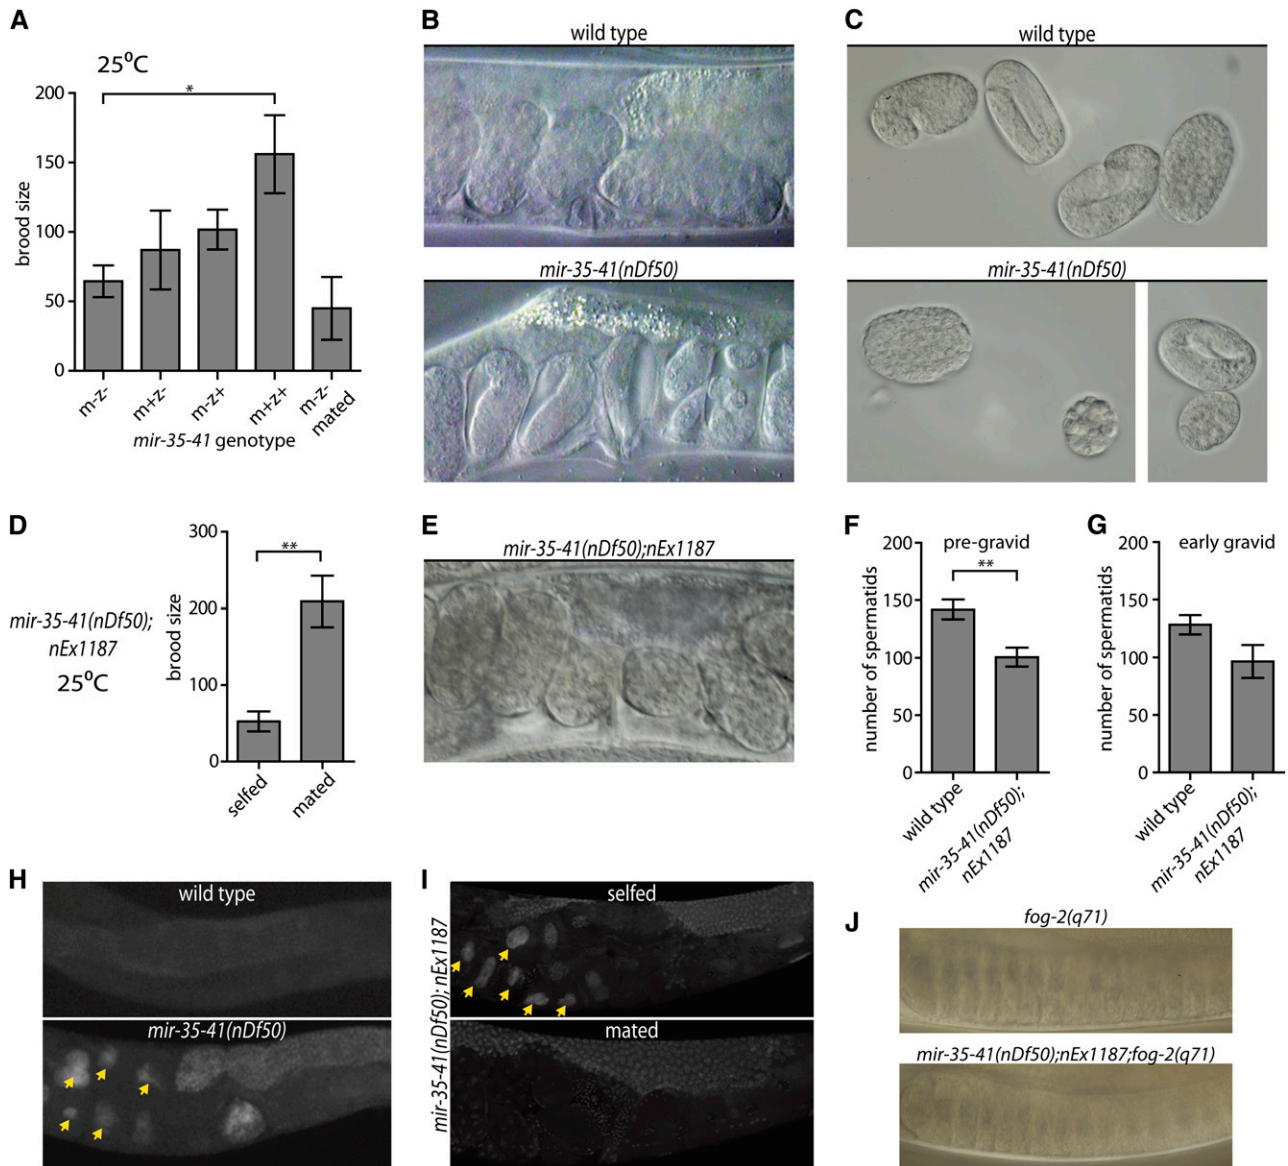 A
25⁰C
*
200
150
100
50
0
brood size
m-z-
m+z-
m-z+
m+z+
m-z-
mated
mir-35-41 genotype
B
wild type
mir-35-41(nDf50)
C
wild type
mir-35-41(nDf50)
D
mir-35-41(nDf50);
nEx1187
25⁰C
**
300
200
100
0
brood size
selfed
mated
E
mir-35-41(nDf50);nEx1187
F
pre-gravid
**
200
150
100
50
0
number of spermatids
wild type
mir-35-41(nDf50);
nEx1187
G
early gravid
200
150
100
50
0
number of spermatids
wild type
mir-35-41(nDf50);
nEx1187
H
wild type
mir-35-41(nDf50)
I
mir-35-41(nDf50); nEx1187
selfed
mated
J
fog-2(q71)
mir-35-41(nDf50);nEx1187;fog-2(q71)